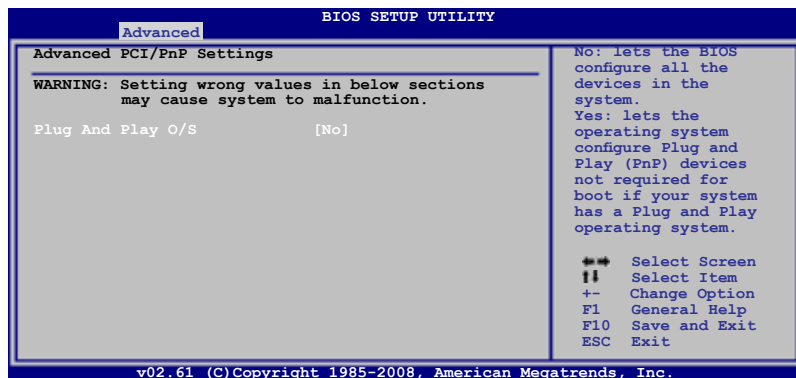 BIOS SETUP UTILITY
Advanced
Advanced PCI/PnP Settings
WARNING: Setting wrong values in below sections
may cause system to malfunction.
Plug And Play O/S [No]
No: lets the BIOS
configure all the
devices in the
system.
Yes: lets the
operating system
configure Plug and
Play (PnP) devices
not required for
boot if your system
has a Plug and Play
operating system.
←→ Select Screen
↑↓ Select Item
+- Change Option
F1 General Help
F10 Save and Exit
ESC Exit
v02.61 (C)Copyright 1985-2008, American Megatrends, Inc.